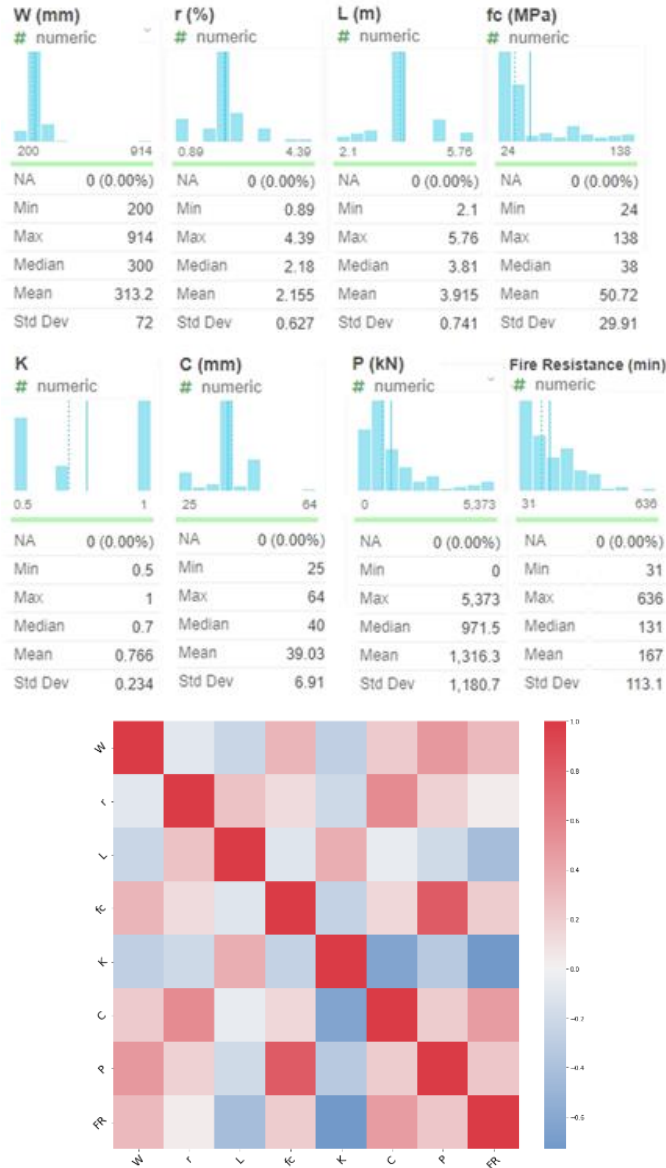 W (mm) r (%) L (m) fc (MPa)
# numeric # numeric # numeric # numeric
200 914 0.89 4.39 2.1 5.76 24 138
NA 0 (0.00%) NA 0 (0.00%) NA 0 (0.00%) NA 0 (0.00%)
Min 200 Min 0.89 Min 2.1 Min 24
Max 914 Max 4.39 Max 5.76 Max 138
Median 300 Median 2.18 Median 3.81 Median 38
Mean 313.2 Mean 2.155 Mean 3.915 Mean 50.72
Std Dev 72 Std Dev 0.627 Std Dev 0.741 Std Dev 29.91
K C (mm) P (kN) Fire Resistance (min)
# numeric # numeric # numeric # numeric
0.5 1 25 64 0 5,373 31 636
NA 0 (0.00%) NA 0 (0.00%) NA 0 (0.00%) NA 0 (0.00%)
Min 0.5 Min 25 Min 0 Min 31
Max 1 Max 64 Max 5,373 Max 636
Median 0.7 Median 40 Median 971.5 Median 131
Mean 0.766 Mean 39.03 Mean 1,316.3 Mean 167
Std Dev 0.234 Std Dev 6.91 Std Dev 1,180.7 Std Dev 113.1
1.0
W
0.8
r
0.6
L
0.4
fc
0.2
K
0.0
C
−0.2
P
−0.4
FR
−0.6
W r L fc K C P FR